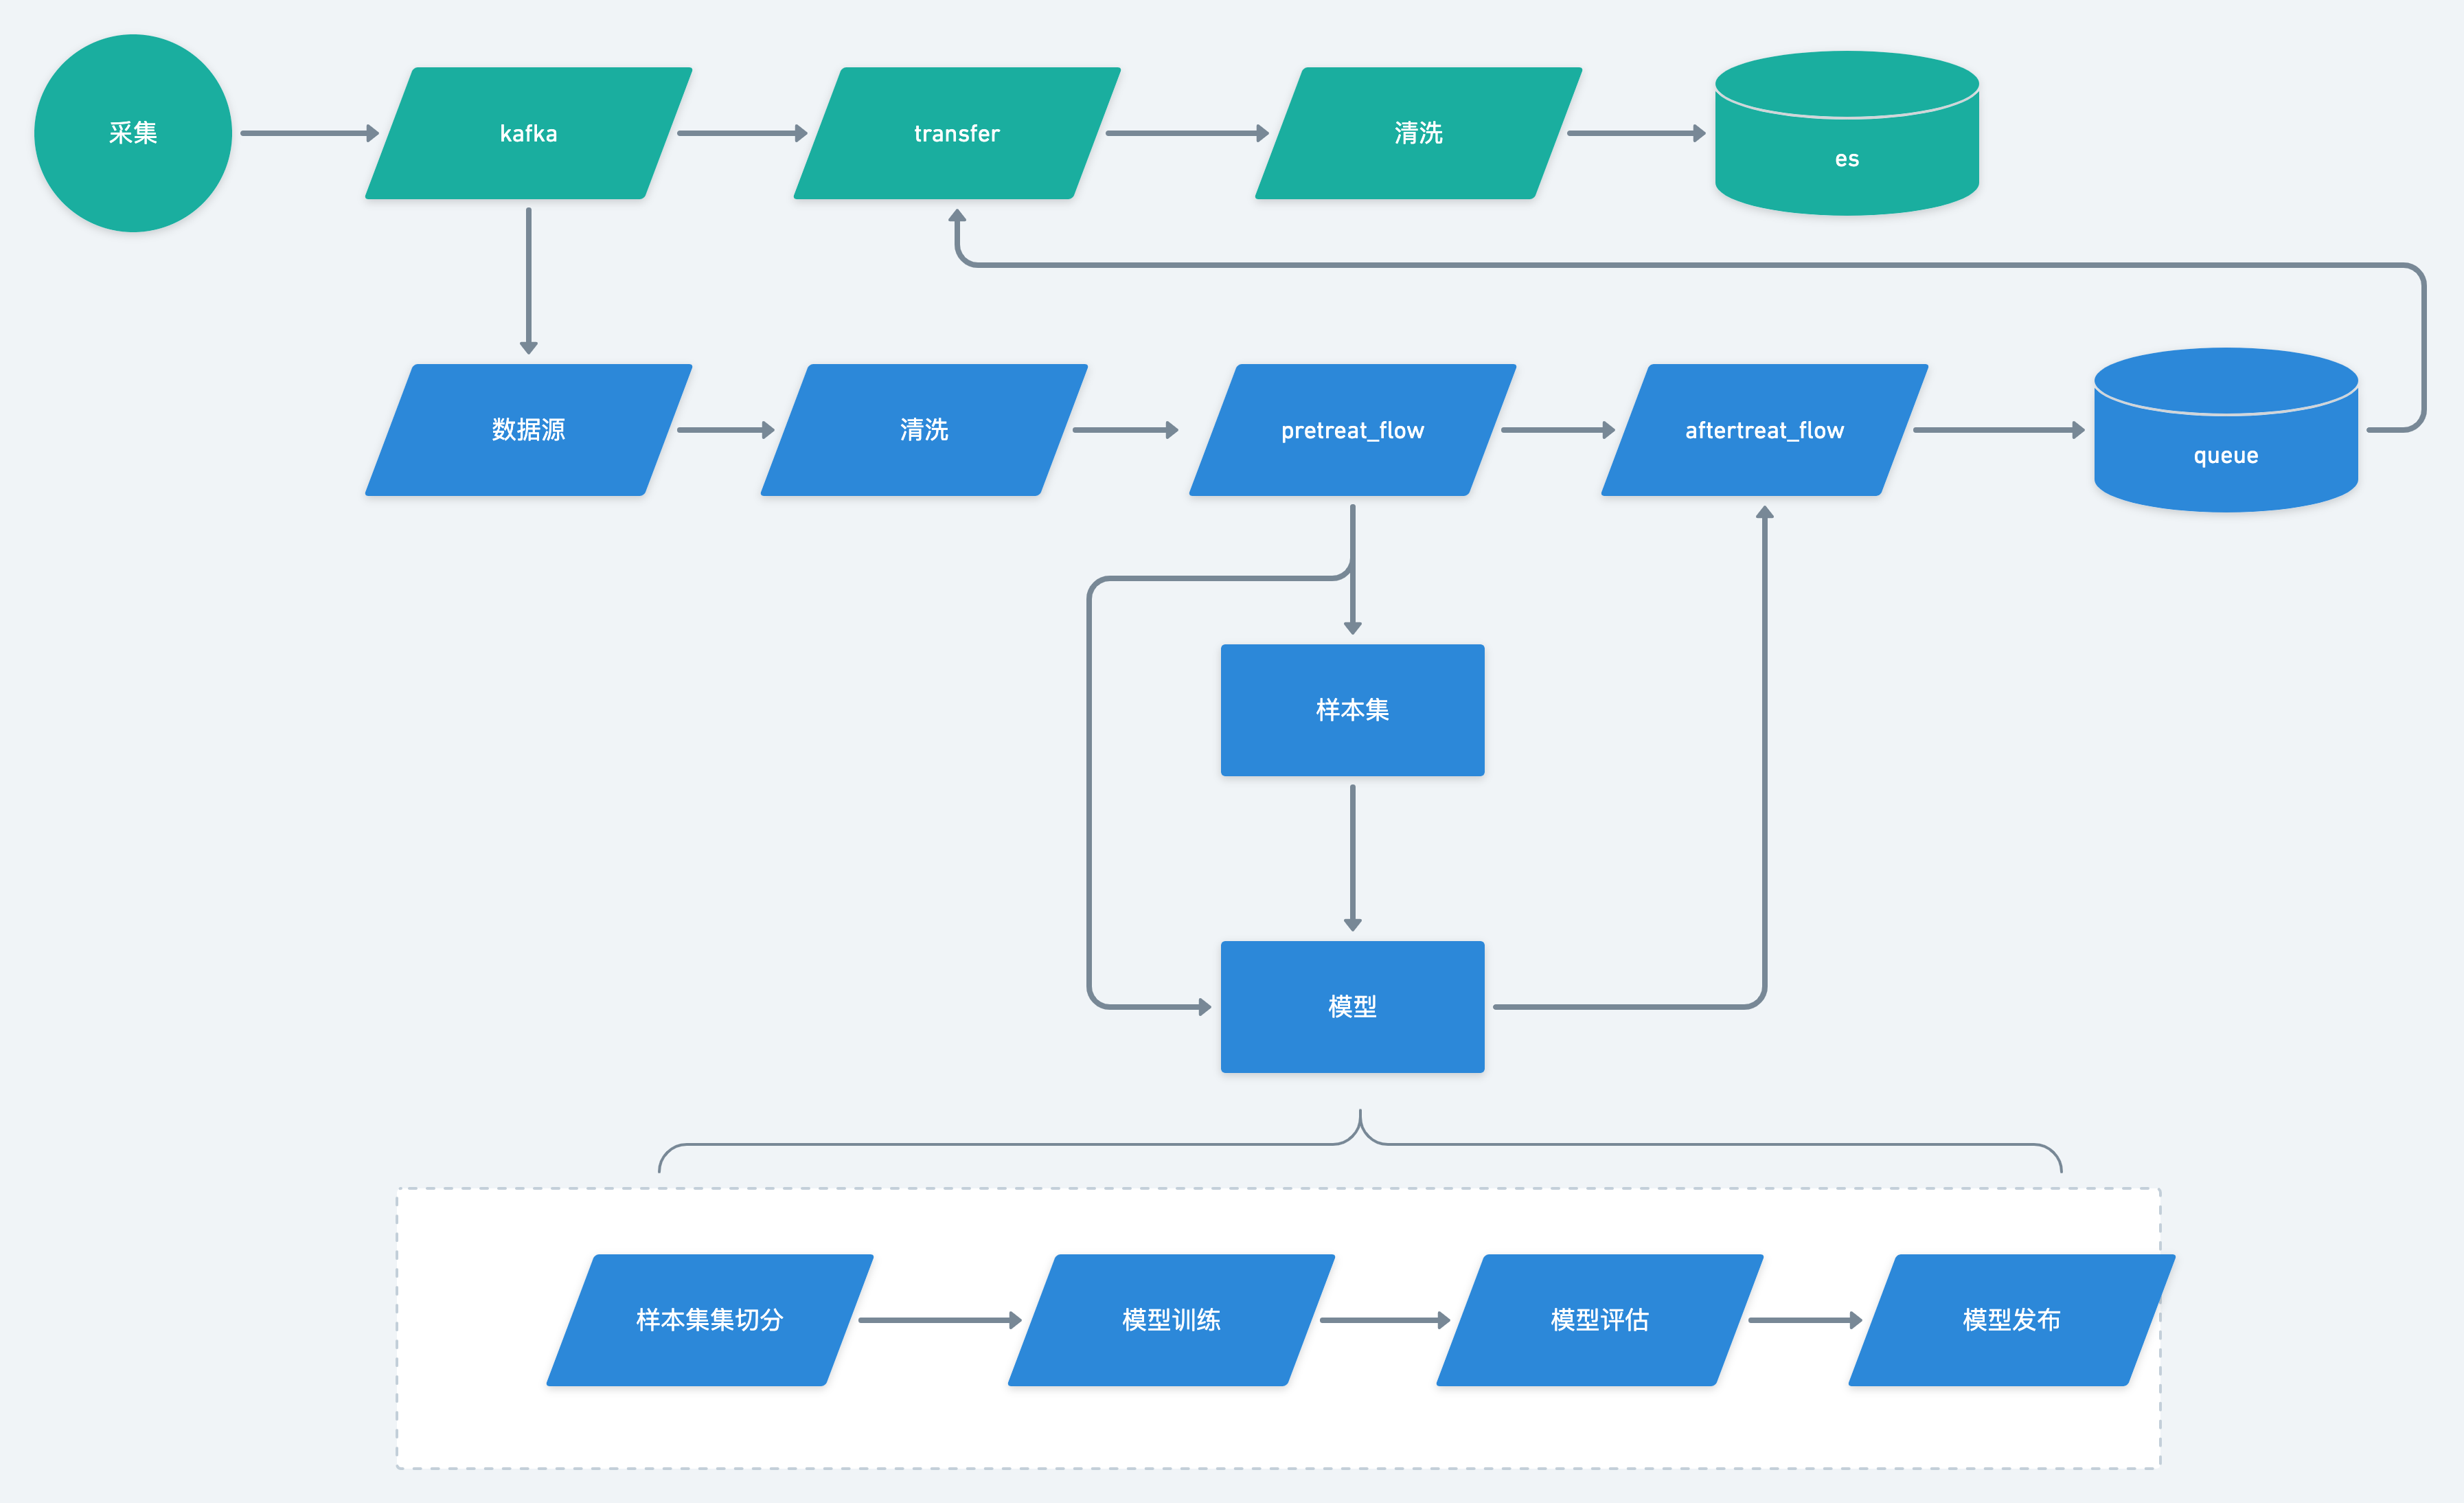 采集
kafka
transfer
清洗
es
数据源
清洗
pretreat_flow
aftertreat_flow
queue
样本集
模型
样本集集切分
模型训练
模型评估
模型发布